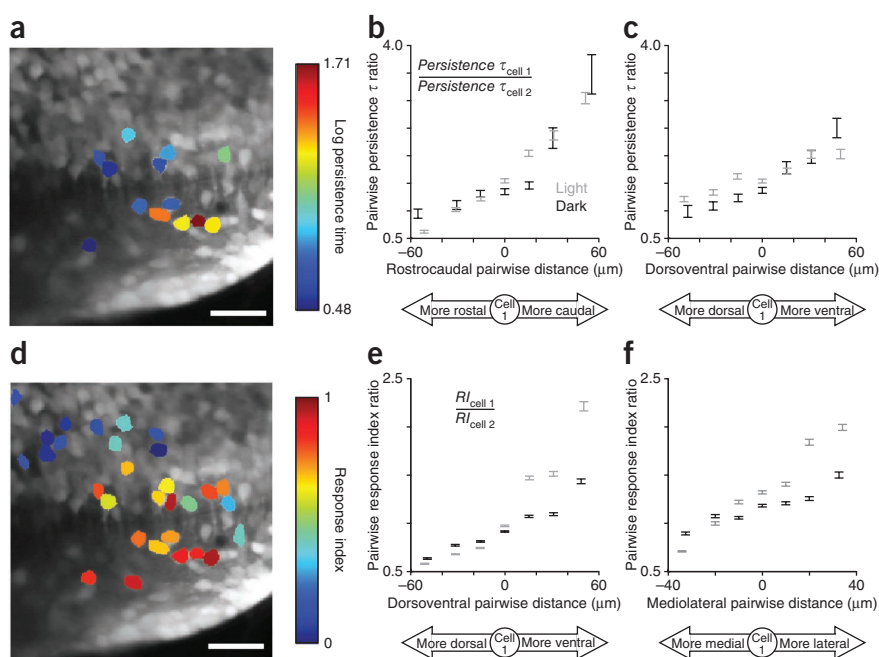 a
1.71
Log persistence time
0.48
b
4.0
Pairwise persistence τ ratio
0.5
Persistence τcell 1
Persistence τcell 2
Light
Dark
−60
0
60
Rostrocaudal pairwise distance (μm)
More rostal
Cell
1
More caudal
c
4.0
Pairwise persistence τ ratio
0.5
−60
0
60
Dorsoventral pairwise distance (μm)
More dorsal
Cell
1
More ventral
d
1
Response index
0
e
2.5
Pairwise response index ratio
0.5
RIcell 1
RIcell 2
−60
0
60
Dorsoventral pairwise distance (μm)
More dorsal
Cell
1
More ventral
f
2.5
Pairwise response index ratio
0.5
−40
0
40
Mediolateral pairwise distance (μm)
More medial
Cell
1
More lateral